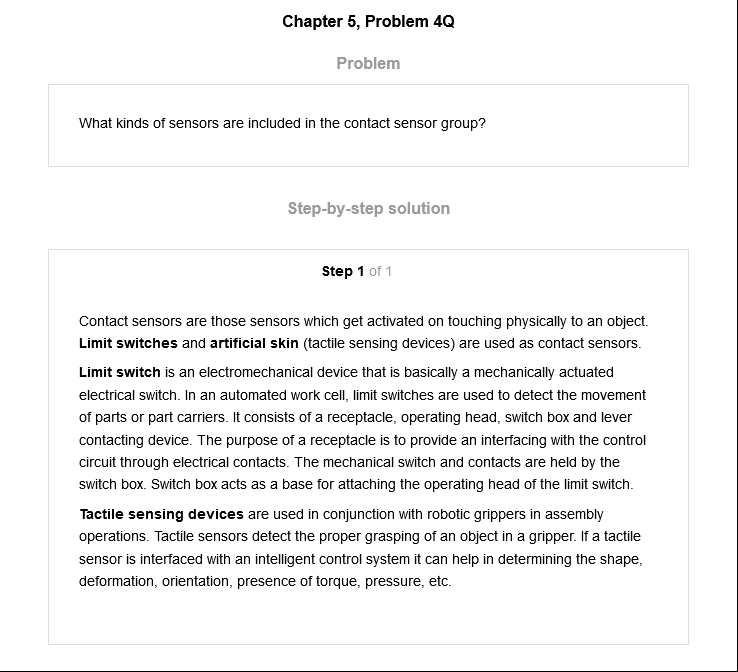 Chapter 5, Problem 4Q
Problem
What kinds of sensors are included in the contact sensor group?
Step-by-step solution
Step 1 of 1
Contact sensors are those sensors which get activated on touching physically to an object.
Limit switches and artificial skin (tactile sensing devices) are used as contact sensors.
Limit switch is an electromechanical device that is basically a mechanically actuated
electrical switch. In an automated work cell, limit switches are used to detect the movement
of parts or part carriers. It consists of a receptacle, operating head, switch box and lever
contacting device. The purpose of a receptacle is to provide an interfacing with the control
circuit through electrical contacts. The mechanical switch and contacts are held by the
switch box. Switch box acts as a base for attaching the operating head of the limit switch.
Tactile sensing devices are used in conjunction with robotic grippers in assembly
operations. Tactile sensors detect the proper grasping of an object in a gripper. If a tactile
sensor is interfaced with an intelligent control system it can help in determining the shape,
deformation, orientation, presence of torque, pressure, etc.